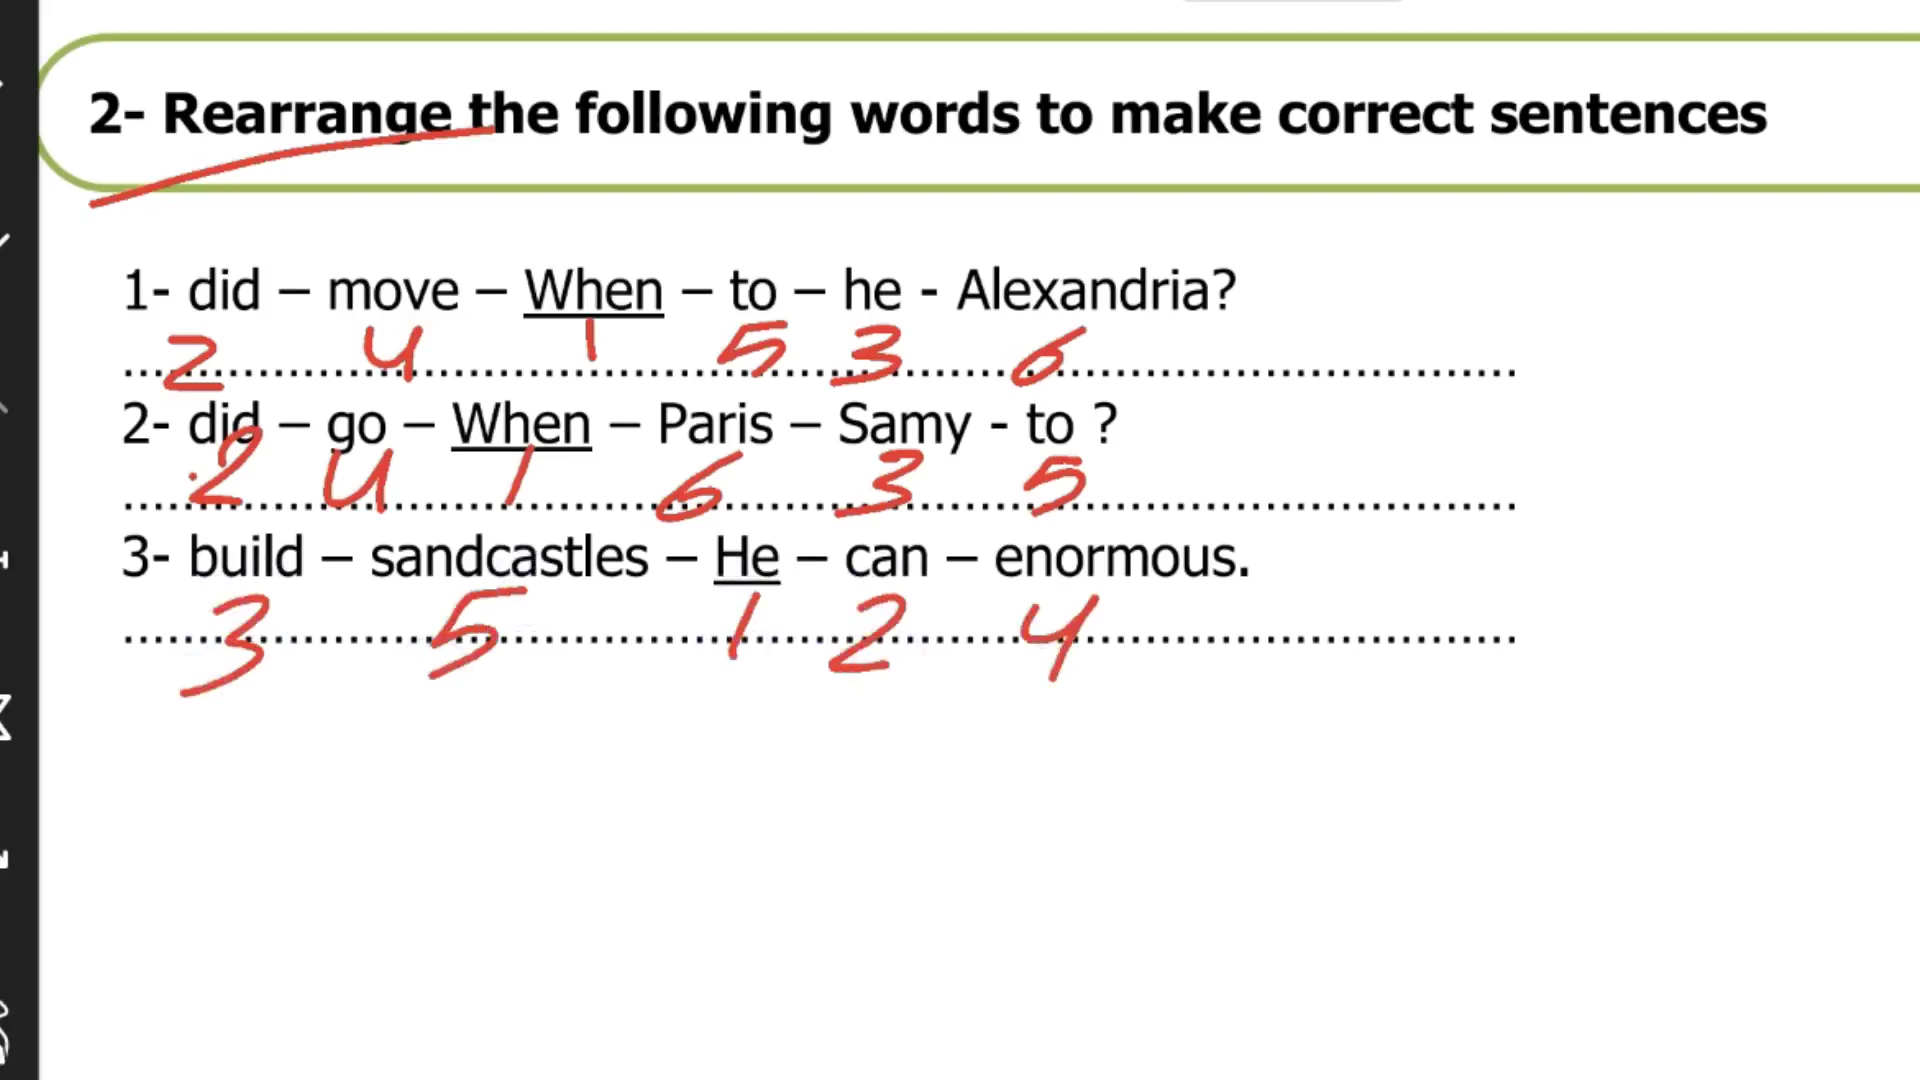 2- Rearrange the following words to make correct sentences
1- did – move – When – to – he - Alexandria?
2 4 1 5 3 6
2- did – go – When – Paris – Samy - to ?
2 4 1 6 3 5
3- build – sandcastles – He – can – enormous.
3 5 1 2 4